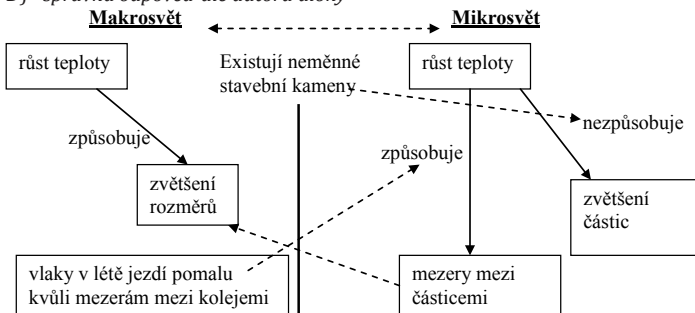 Makrosvět
Mikrosvět
růst teploty
Existují neměnné
stavební kameny
růst teploty
nezpůsobuje
způsobuje
způsobuje
zvětšení
rozměrů
zvětšení
částic
vlaky v létě jezdí pomalu
kvůli mezerám mezi kolejemi
mezery mezi
částicemi